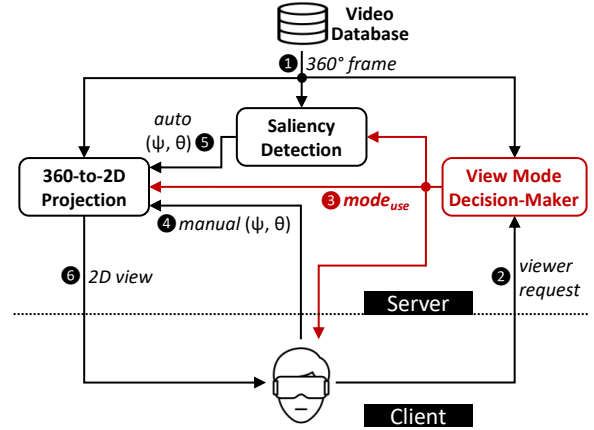 Video
Database
❶ 360° frame
auto
(ψ, θ) ❺
Saliency
Detection
360-to-2D
Projection
❸ mode_use
View Mode
Decision-Maker
❹ manual (ψ, θ)
❻ 2D view
❷ viewer
request
Server
Client